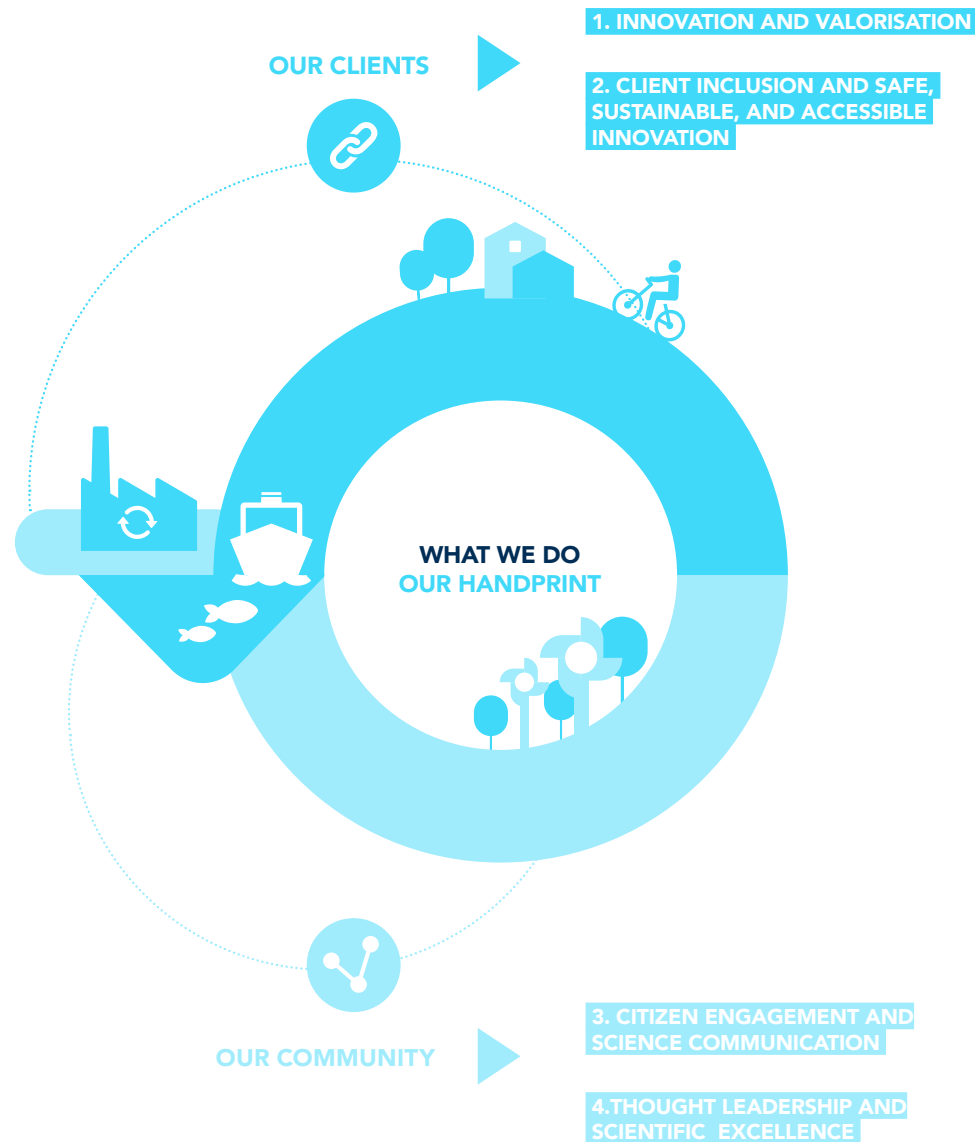 1. INNOVATION AND VALORISATION
OUR CLIENTS
2. CLIENT INCLUSION AND SAFE,
SUSTAINABLE, AND ACCESSIBLE
INNOVATION
WHAT WE DO
OUR HANDPRINT
3. CITIZEN ENGAGEMENT AND
SCIENCE COMMUNICATION
OUR COMMUNITY
4.THOUGHT LEADERSHIP AND
SCIENTIFIC EXCELLENCE